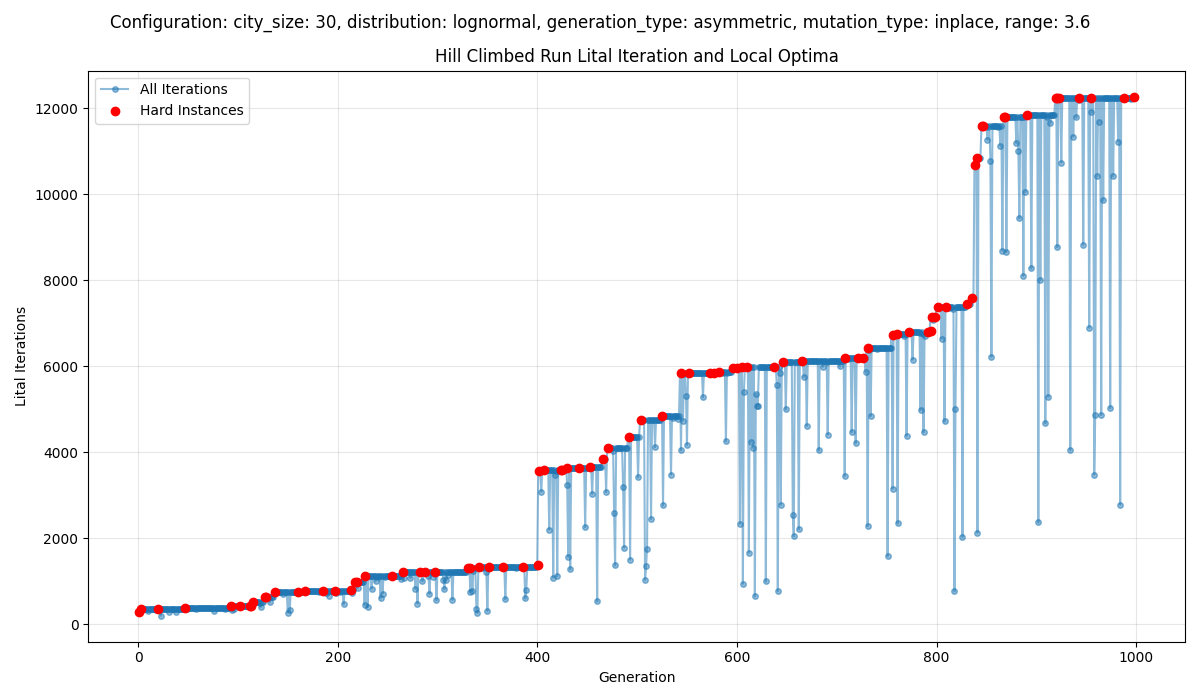 Configuration: city_size: 30, distribution: lognormal, generation_type: asymmetric, mutation_type: inplace, range: 3.6
Hill Climbed Run Lital Iteration and Local Optima
All Iterations
Hard Instances
Lital Iterations
12000
10000
8000
6000
4000
2000
0
0 200 400 600 800 1000
Generation